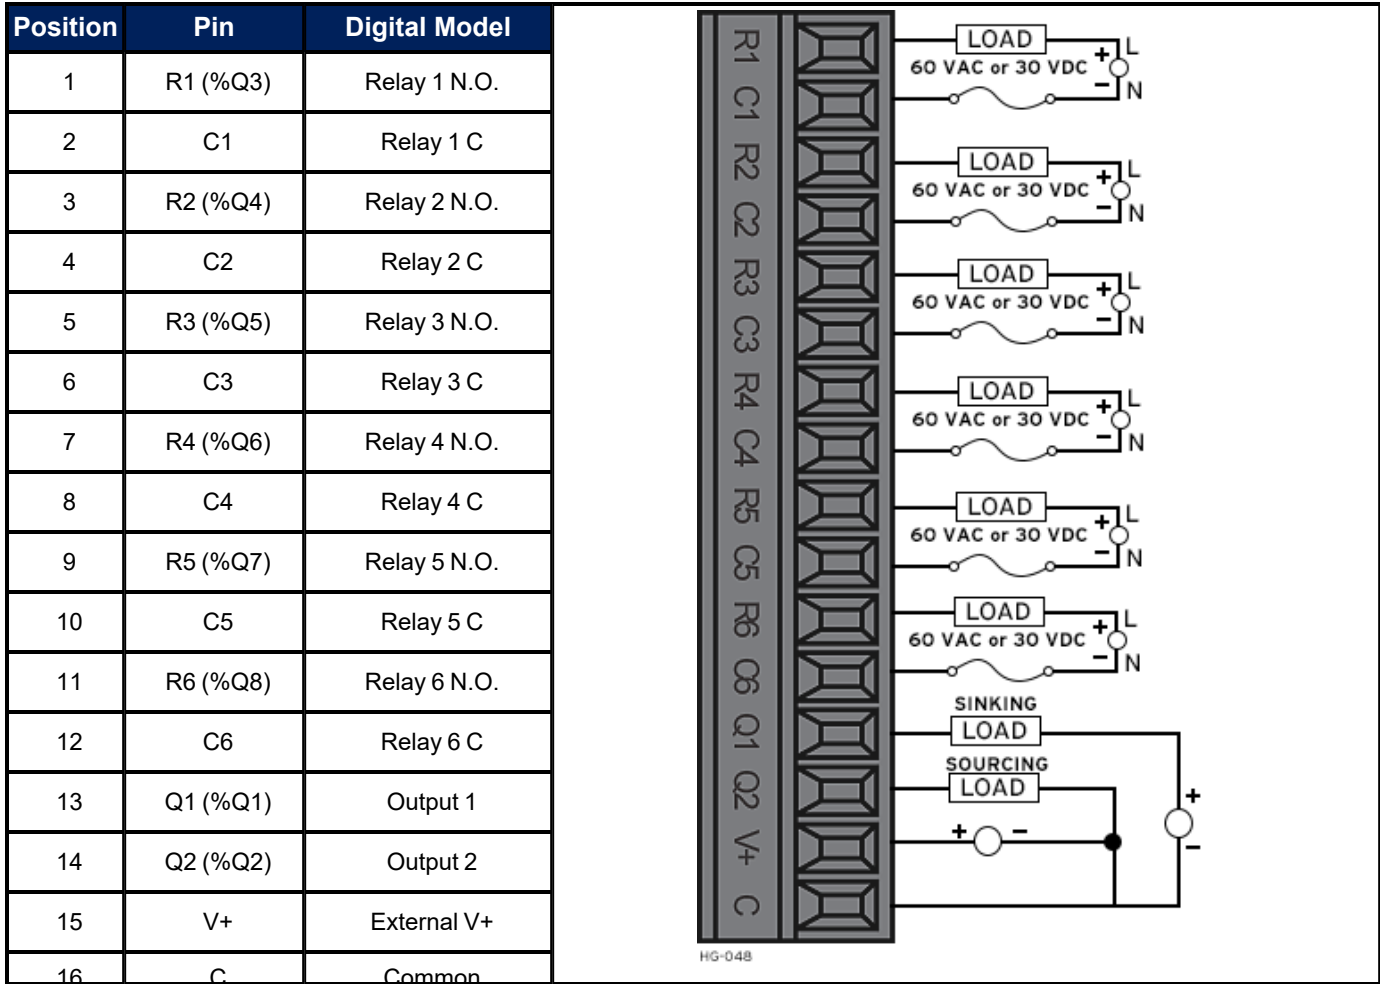 Position Pin Digital Model
1 R1 (%Q3) Relay 1 N.O.
2 C1 Relay 1 C
3 R2 (%Q4) Relay 2 N.O.
4 C2 Relay 2 C
5 R3 (%Q5) Relay 3 N.O.
6 C3 Relay 3 C
7 R4 (%Q6) Relay 4 N.O.
8 C4 Relay 4 C
9 R5 (%Q7) Relay 5 N.O.
10 C5 Relay 5 C
11 R6 (%Q8) Relay 6 N.O.
12 C6 Relay 6 C
13 Q1 (%Q1) Output 1
14 Q2 (%Q2) Output 2
15 V+ External V+
16 C Common
R1
C1
R2
C2
R3
C3
R4
C4
R5
C5
R6
C6
Q1
Q2
V+
C
LOAD + L
60 VAC or 30 VDC
– N
LOAD + L
60 VAC or 30 VDC
– N
LOAD + L
60 VAC or 30 VDC
– N
LOAD + L
60 VAC or 30 VDC
– N
LOAD + L
60 VAC or 30 VDC
– N
LOAD + L
60 VAC or 30 VDC
– N
SINKING
LOAD
SOURCING
LOAD
+
+ –
–
HG-048